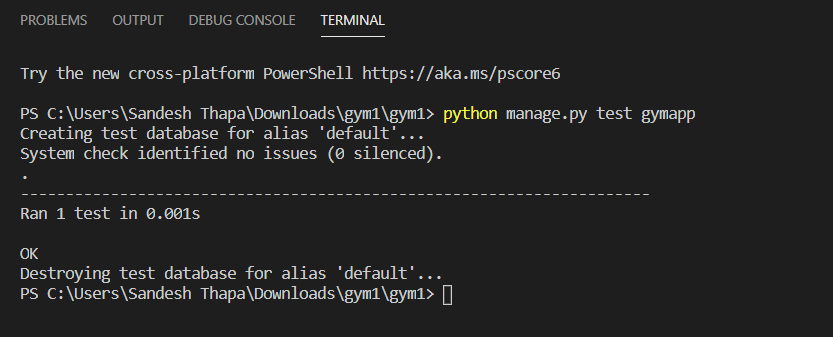 PROBLEMS OUTPUT DEBUG CONSOLE TERMINAL
Try the new cross-platform PowerShell https://aka.ms/pscore6
PS C:\Users\Sandesh Thapa\Downloads\gym1\gym1> python manage.py test gymapp
Creating test database for alias 'default'...
System check identified no issues (0 silenced).
.
----------------------------------------------------------------------
Ran 1 test in 0.001s
OK
Destroying test database for alias 'default'...
PS C:\Users\Sandesh Thapa\Downloads\gym1\gym1>